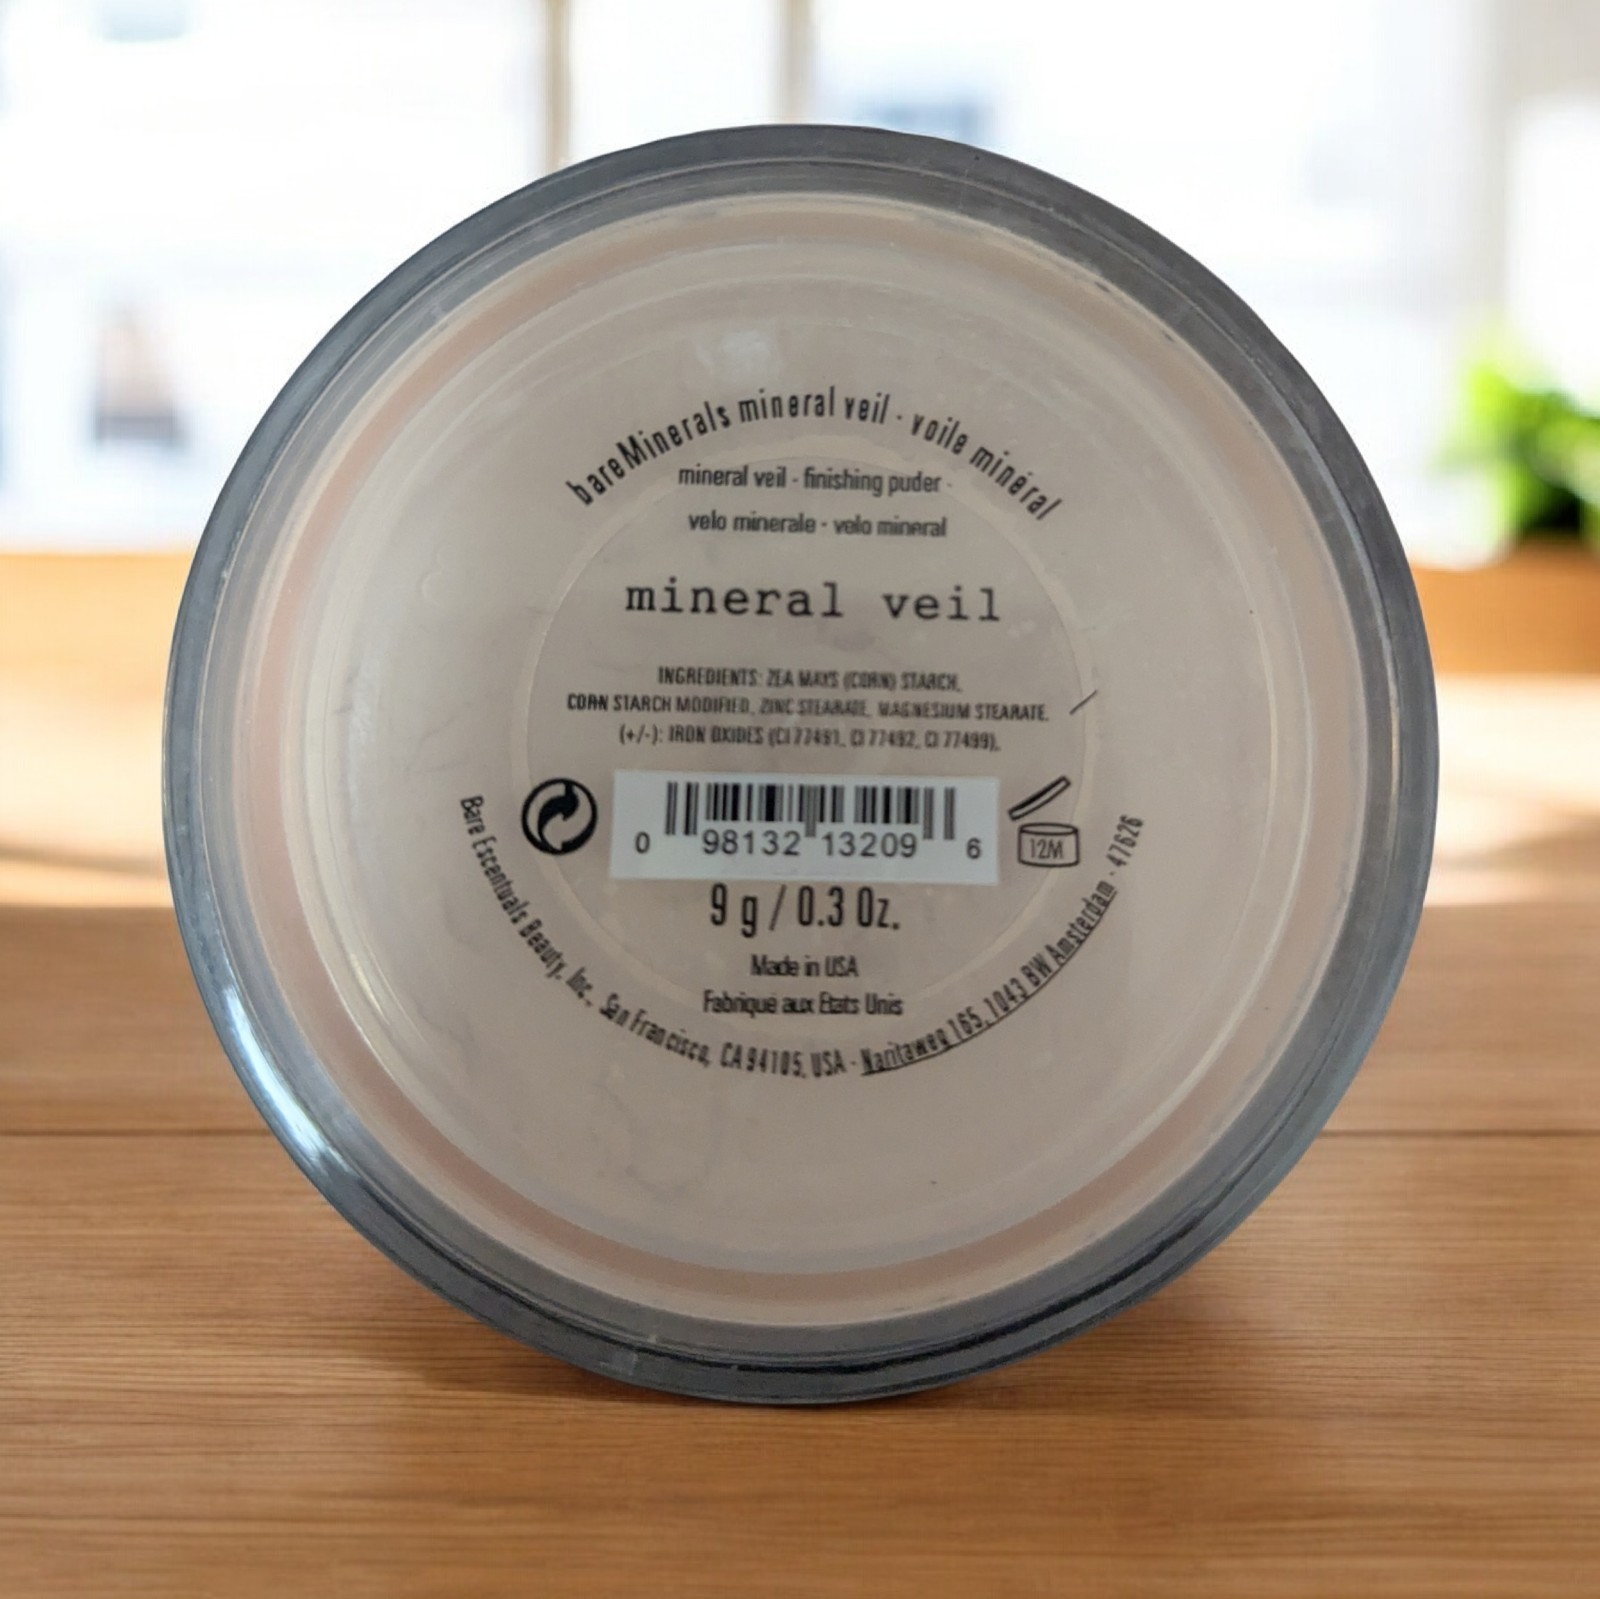 bareMinerals mineral veil · voile minéral
mineral veil · finishing puder ·
velo minerale · velo mineral
mineral veil
INGREDIENTS: ZEA MAYS (CORN) STARCH,
CORN STARCH MODIFIED, ZINC STEARATE, MAGNESIUM STEARATE.
(+/-): IRON OXIDES (CI 77491, CI 77492, CI 77499).
0 98132 13209 6
12M
9 g / 0.3 Oz.
Made in USA
Fabriqué aux Etats Unis
Bare Escentuals Beauty, Inc., San Francisco, CA 94105, USA · Naritaweg 165, 1043 BW Amsterdam · 47626